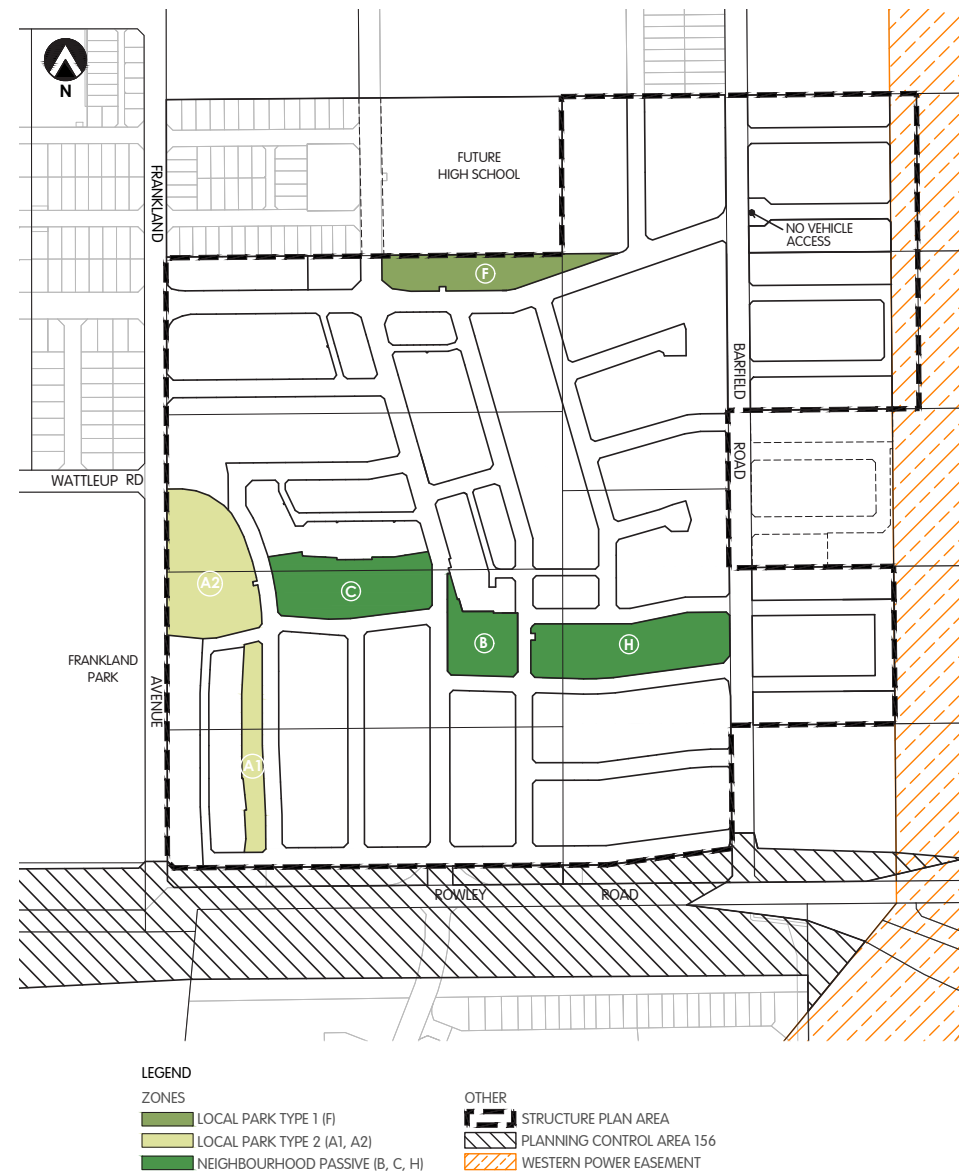 N
FRANKLAND
FUTURE
HIGH SCHOOL
NO VEHICLE
ACCESS
F
BARFIELD
ROAD
WATTLEUP RD
A2
C
B
H
FRANKLAND
PARK
AVENUE
A1
ROWLEY ROAD
LEGEND
ZONES
LOCAL PARK TYPE 1 (F)
LOCAL PARK TYPE 2 (A1, A2)
NEIGHBOURHOOD PASSIVE (B, C, H)
OTHER
STRUCTURE PLAN AREA
PLANNING CONTROL AREA 156
WESTERN POWER EASEMENT